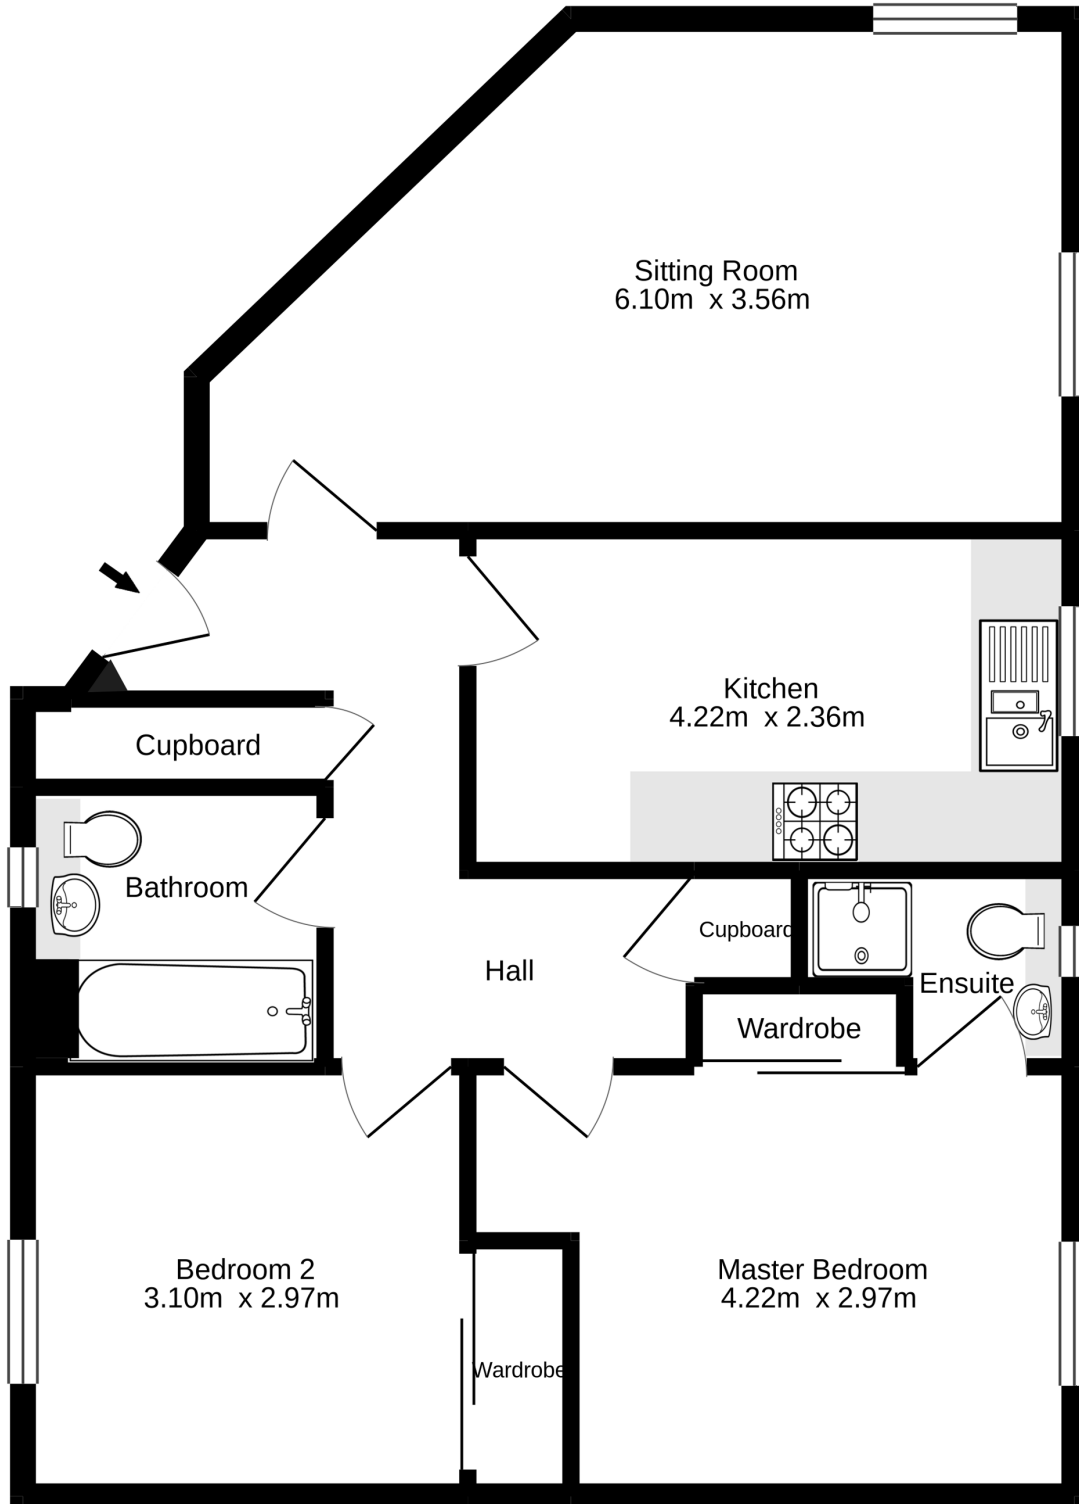 Sitting Room
6.10m x 3.56m
Kitchen
4.22m x 2.36m
Cupboard
Bathroom
Cupboard
Hall
Ensuite
Wardrobe
Bedroom 2
3.10m x 2.97m
Master Bedroom
4.22m x 2.97m
Wardrobe